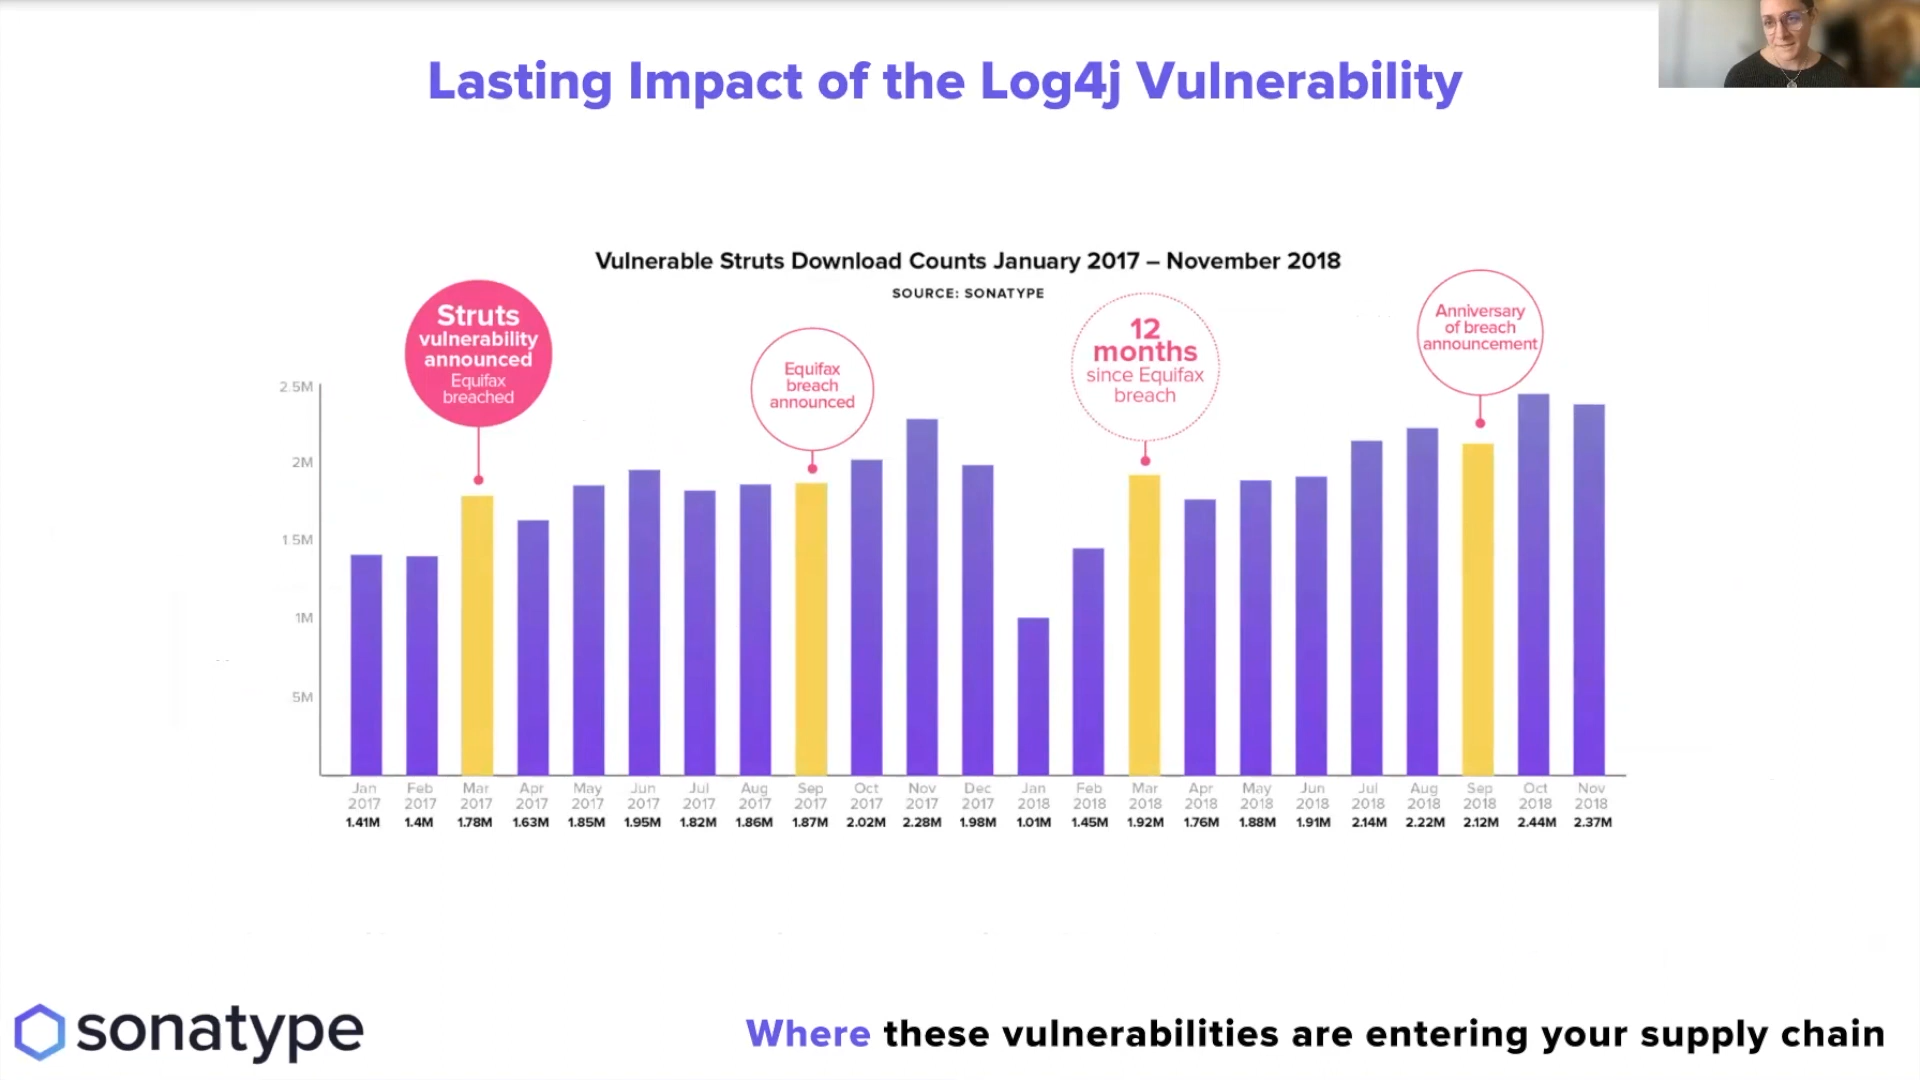 Lasting Impact of the Log4j Vulnerability
Vulnerable Struts Download Counts January 2017 – November 2018
SOURCE: SONATYPE
Struts
vulnerability
announced
Equifax
breached
Equifax
breach
announced
12
months
since Equifax
breach
Anniversary
of breach
announcement
2.5M
2M
1.5M
1M
5M
Jan Feb Mar Apr May Jun Jul Aug Sep Oct Nov Dec Jan Feb Mar Apr May Jun Jul Aug Sep Oct Nov
2017 2017 2017 2017 2017 2017 2017 2017 2017 2017 2017 2017 2018 2018 2018 2018 2018 2018 2018 2018 2018 2018 2018
1.41M 1.4M 1.78M 1.63M 1.85M 1.95M 1.82M 1.86M 1.87M 2.02M 2.28M 1.98M 1.01M 1.45M 1.92M 1.76M 1.88M 1.91M 2.14M 2.22M 2.12M 2.44M 2.37M
sonatype
Where these vulnerabilities are entering your supply chain